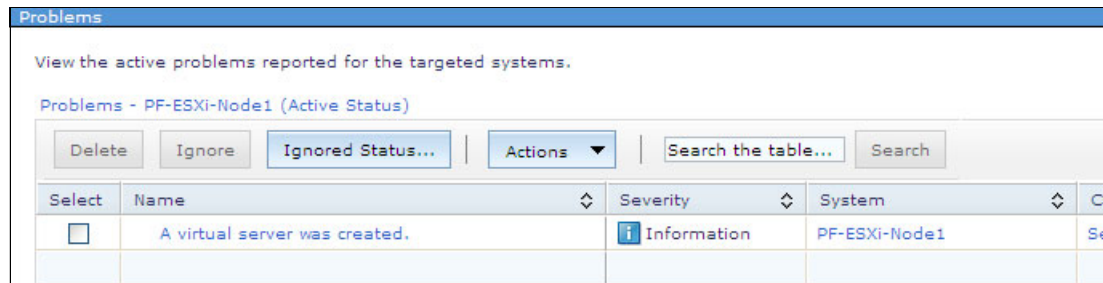 Problems
View the active problems reported for the targeted systems.
Problems - PF-ESXi-Node1 (Active Status)
Delete Ignore Ignored Status... Actions Search the table... Search
Select Name Severity System
A virtual server was created. Information PF-ESXi-Node1